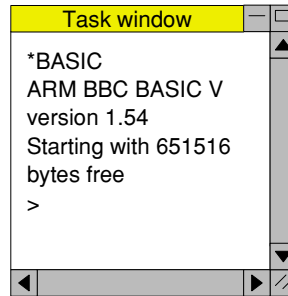 Task window
*BASIC
ARM BBC BASIC V
version 1.54
Starting with 651516
bytes free
>